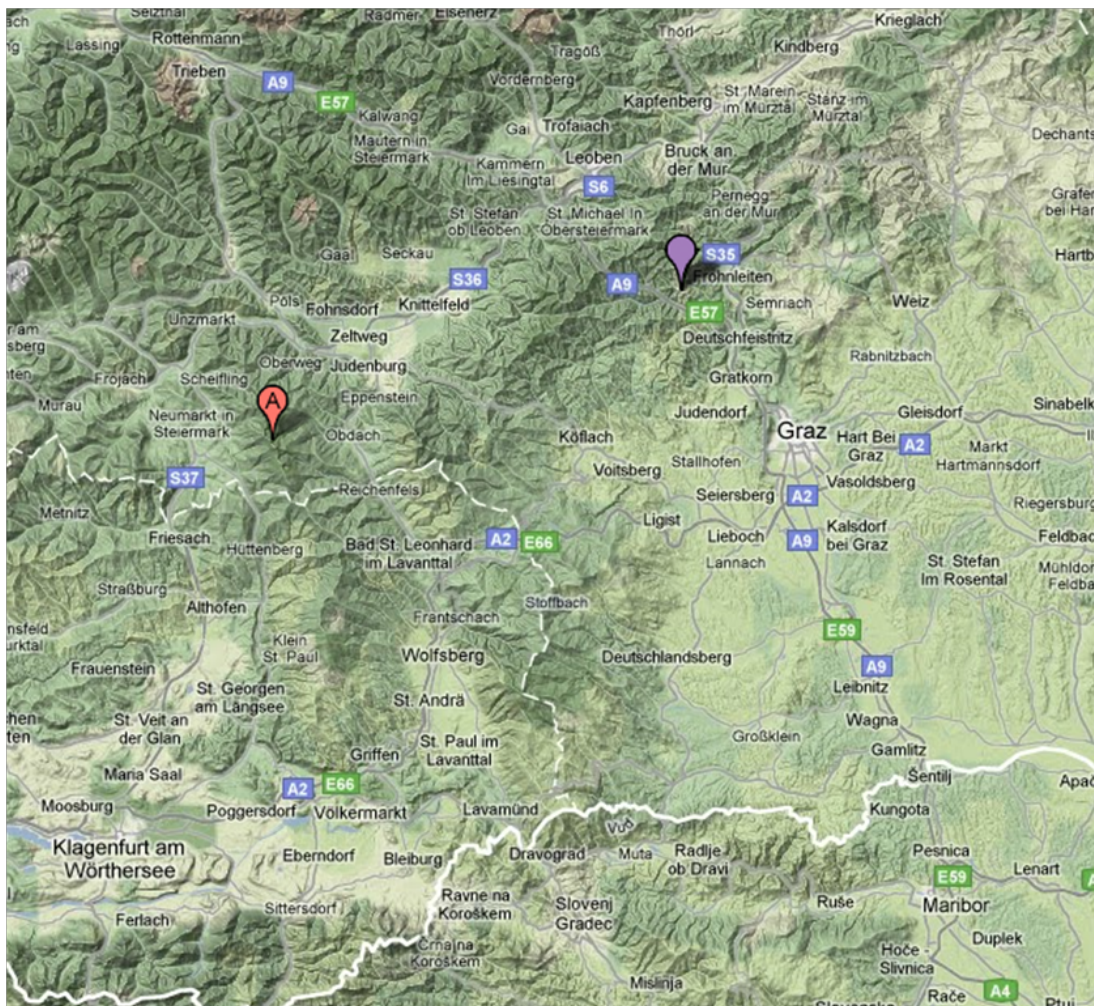 Selzthal
Radmer
Eisenerz
Thörl
Krieglach
Lassing
Rottenmann
Tragöß
Kindberg
Trieben
Vordernberg
A9
E57
Kapfenberg
St. Marein
im Mürztal
Stanz im
Mürztal
Kalwang
Gai
Trofaiach
Mautern in
Steiermark
Kammern
Im Liesingtal
Leoben
Bruck an
der Mur
Dechants
S6
Pernegg
an der Mur
St. Stefan
ob Leoben
St. Michael In
Obersteiermark
Grafen
bei Har
Gaal
Seckau
S35
Hartb
S36
A9
Frohnleiten
Pöls
Fohnsdorf
Knittelfeld
Semriach
Weiz
Unzmarkt
E57
Zeltweg
Deutschfeistritz
Oberweg
Judenburg
Rabnitzbach
Frojach
Scheifling
Gratkorn
Murau
Eppenstein
A
Neumarkt in
Steiermark
Judendorf
Gleisdorf
Sinabelk
Obdach
Köflach
Graz
Hart Bei
Graz
A2
Markt
Hartmannsdorf
Voitsberg
Stallhofen
S37
Reichenfels
Seiersberg
A2
Vasoldsberg
Riegersburg
Metnitz
Ligist
Friesach
Hüttenberg
Bad St. Leonhard
im Lavanttal
A2
E66
Lieboch
A9
Kalsdorf
bei Graz
Feldbac
Lannach
St. Stefan
Im Rosental
Mühldor
Feldba
Straßburg
Althofen
Frantschach
Stoffbach
E59
Klein
St. Paul
Wolfsberg
Deutschlandsberg
Frauenstein
A9
Leibnitz
St. Georgen
am Längsee
St. Andrä
St. Veit an
der Glan
Wagna
Großklein
Griffen
St. Paul im
Lavanttal
Gamlitz
Maria Saal
Šentilj
Apač
A2
E66
Moosburg
Poggersdorf
Völkermarkt
Lavamünd
Kungota
Vud
Klagenfurt am
Wörthersee
Eberndorf
Bleiburg
Dravograd
Muta
Radlje
ob Dravi
Pesnica
Lenart
E59
Ravne na
Koroškem
Ruše
Maribor
Ferlach
Sittersdorf
Slovenj
Gradec
Duplek
Črna na
Koroškem
Hoče -
Slivnica
Mislinja
A4
Rače
Ptuj